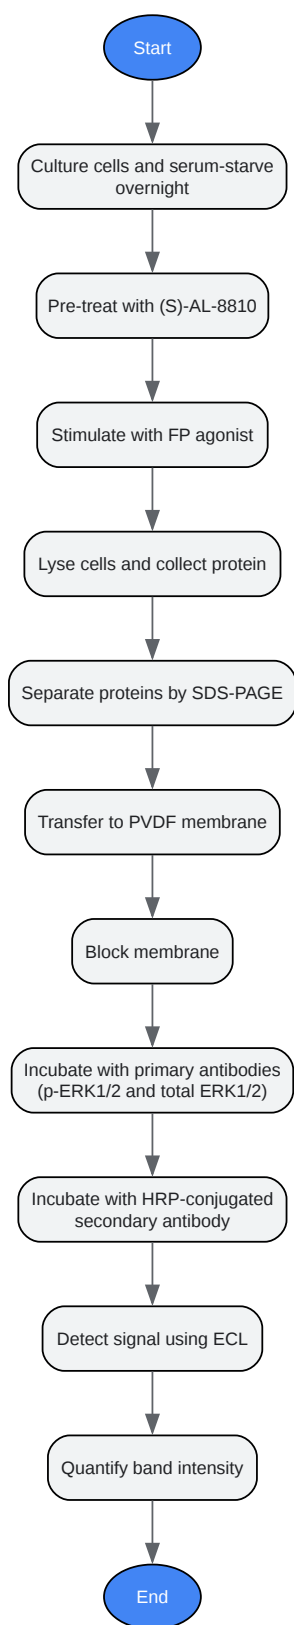 Start
Culture cells and serum-starve
overnight
Pre-treat with (S)-AL-8810
Stimulate with FP agonist
Lyse cells and collect protein
Separate proteins by SDS-PAGE
Transfer to PVDF membrane
Block membrane
Incubate with primary antibodies
(p-ERK1/2 and total ERK1/2)
Incubate with HRP-conjugated
secondary antibody
Detect signal using ECL
Quantify band intensity
End